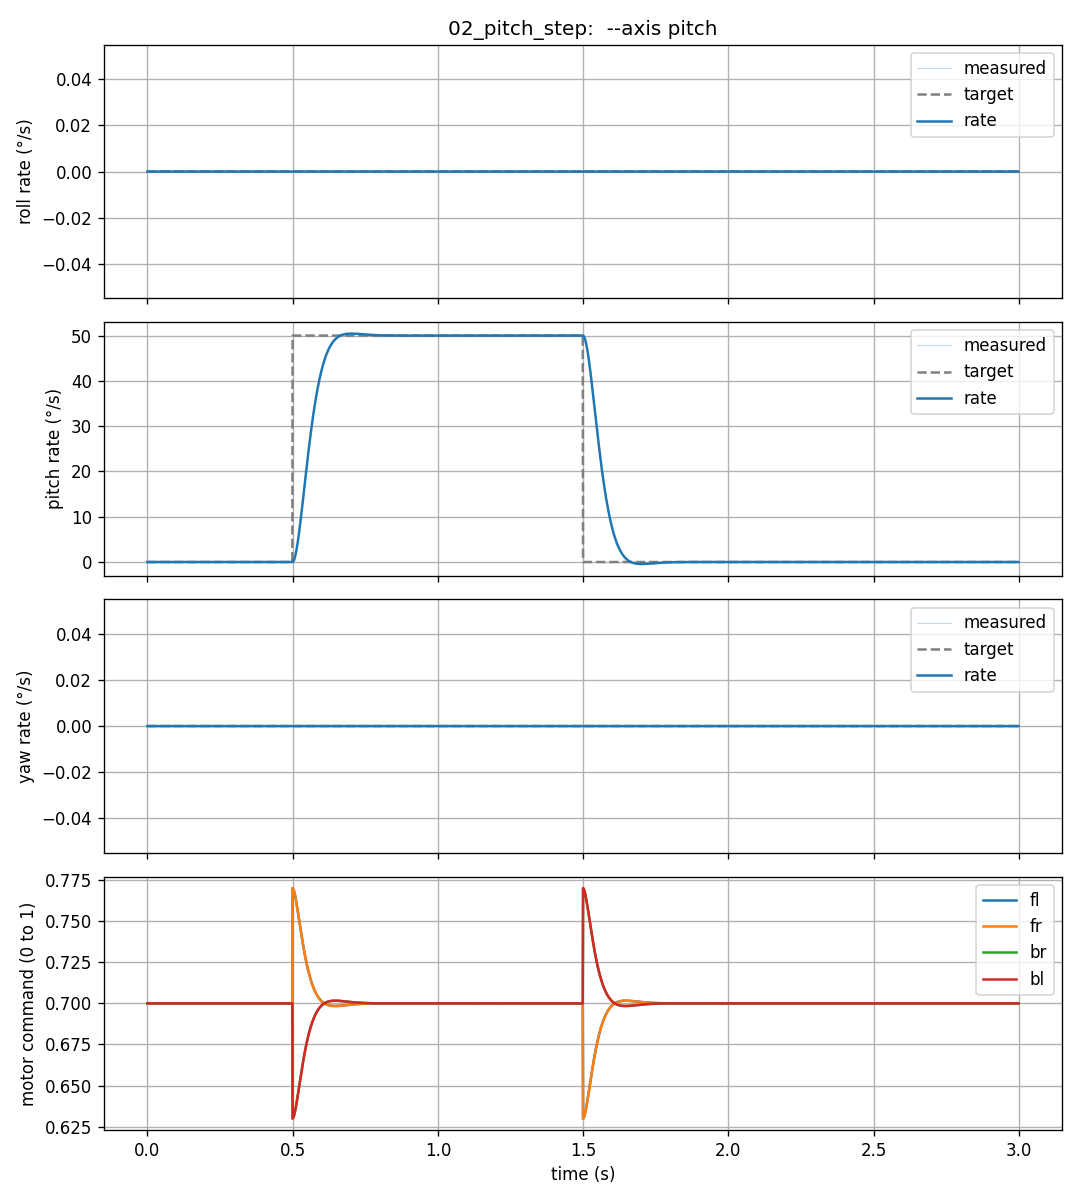 02_pitch_step:  --axis pitch
roll rate (°/s)
0.04
0.02
0.00
−0.02
−0.04
measured
target
rate
pitch rate (°/s)
50
40
30
20
10
0
measured
target
rate
yaw rate (°/s)
0.04
0.02
0.00
−0.02
−0.04
measured
target
rate
motor command (0 to 1)
0.775
0.750
0.725
0.700
0.675
0.650
0.625
fl
fr
br
bl
0.0 0.5 1.0 1.5 2.0 2.5 3.0
time (s)